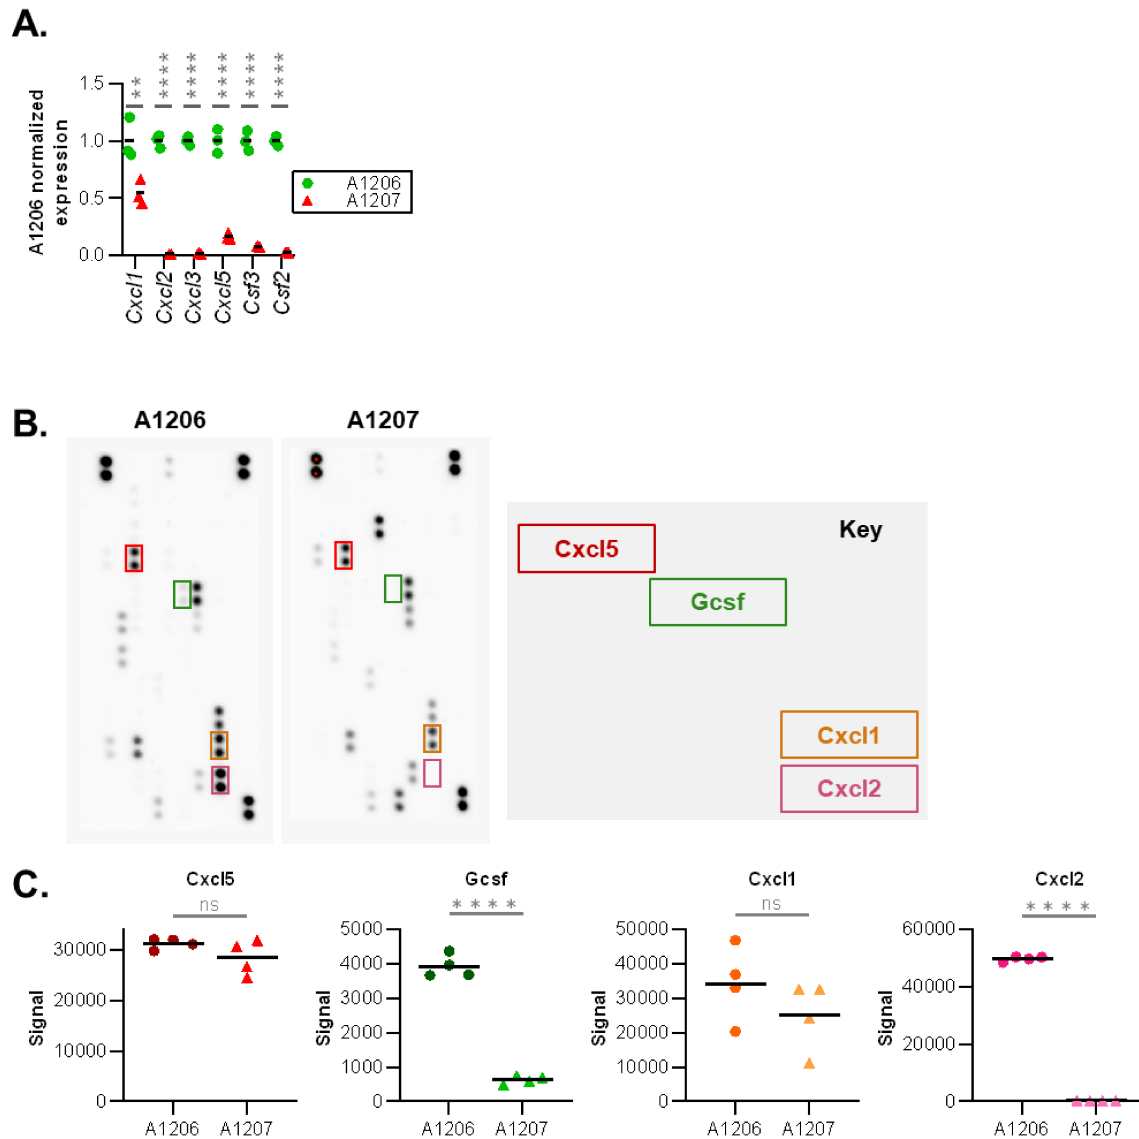 A.
** **** **** **** **** ****
1.5
1.0
0.5
0.0
A1206 normalized
expression
A1206
A1207
Cxcl1 Cxcl2 Cxcl3 Cxcl5 Csf3 Csf2
B.
A1206 A1207
Key
Cxcl5
Gcsf
Cxcl1
Cxcl2
C.
Cxcl5
ns
30000
20000
10000
0
Signal
A1206 A1207
Gcsf
****
5000
4000
3000
2000
1000
0
Signal
A1206 A1207
Cxcl1
ns
50000
40000
30000
20000
10000
0
Signal
A1206 A1207
Cxcl2
****
60000
40000
20000
0
Signal
A1206 A1207